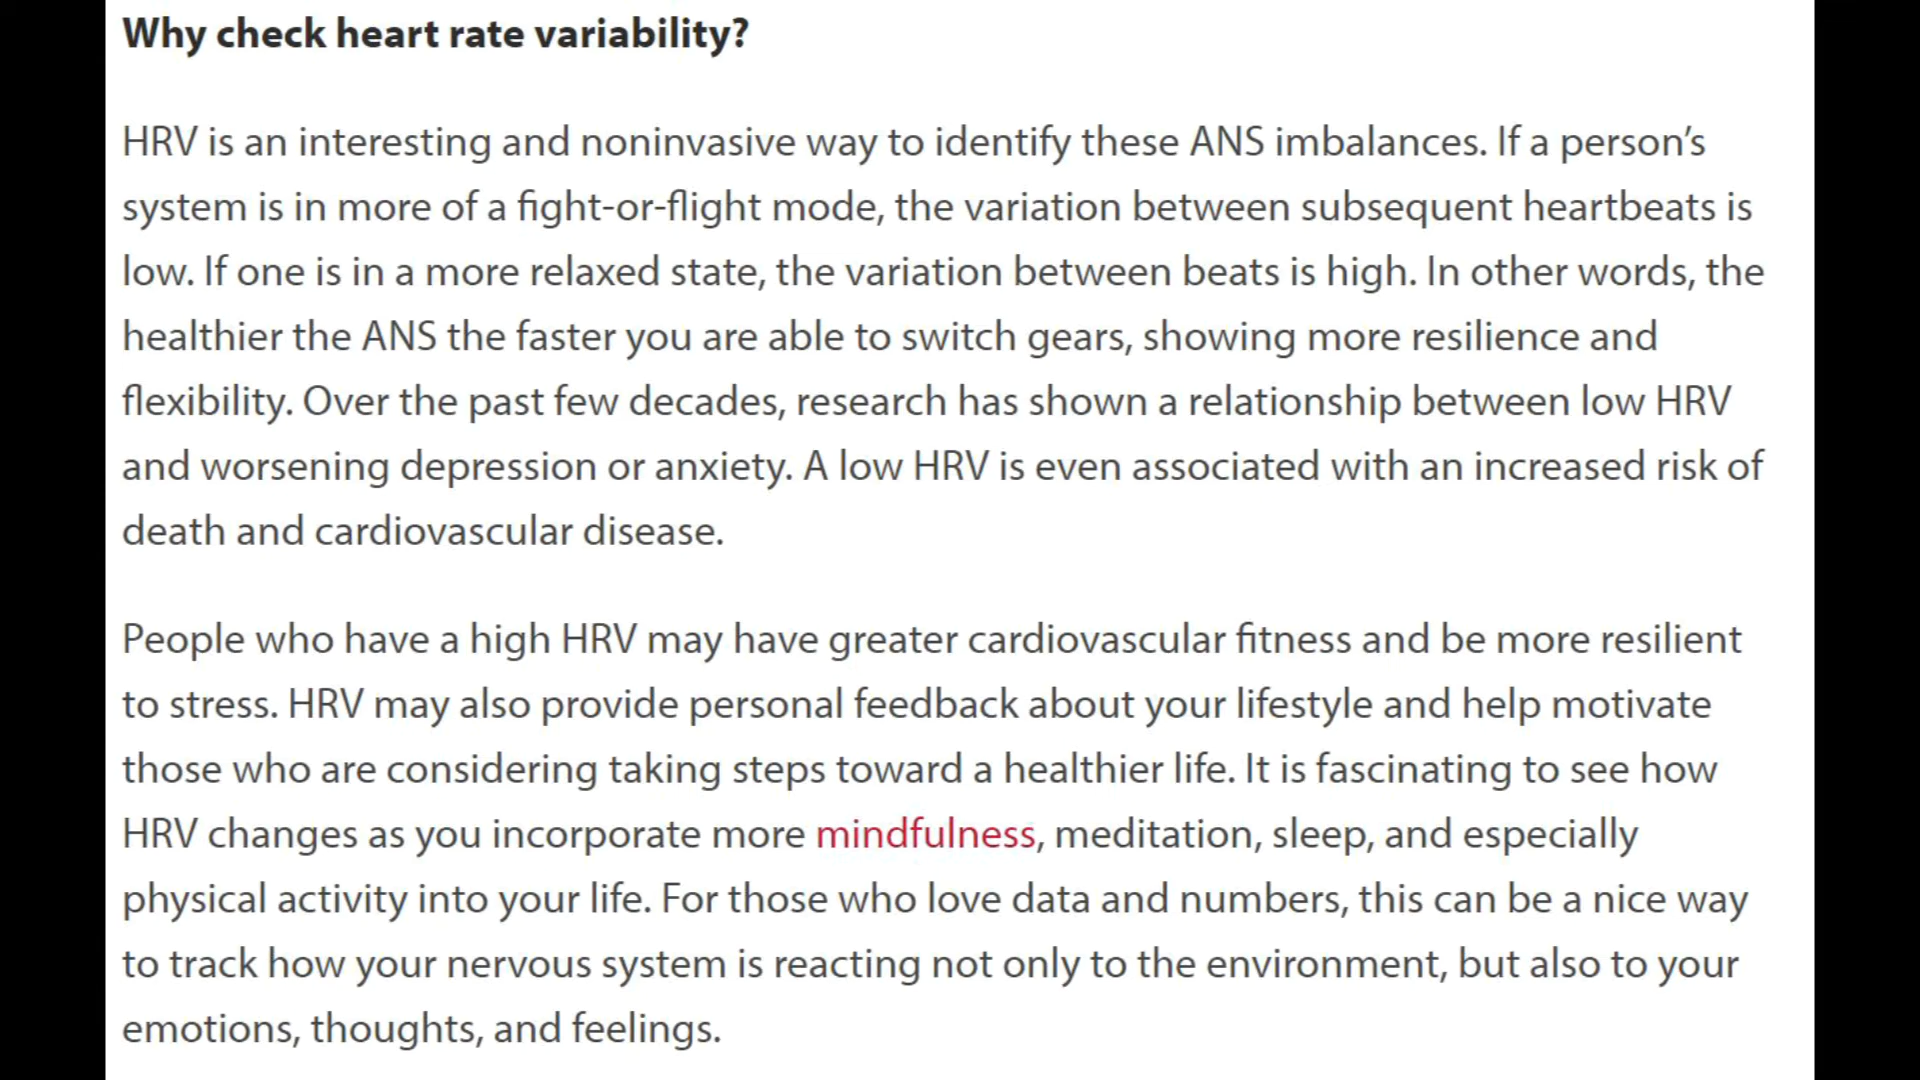 Why check heart rate variability?
HRV is an interesting and noninvasive way to identify these ANS imbalances. If a person’s
system is in more of a fight-or-flight mode, the variation between subsequent heartbeats is
low. If one is in a more relaxed state, the variation between beats is high. In other words, the
healthier the ANS the faster you are able to switch gears, showing more resilience and
flexibility. Over the past few decades, research has shown a relationship between low HRV
and worsening depression or anxiety. A low HRV is even associated with an increased risk of
death and cardiovascular disease.
People who have a high HRV may have greater cardiovascular fitness and be more resilient
to stress. HRV may also provide personal feedback about your lifestyle and help motivate
those who are considering taking steps toward a healthier life. It is fascinating to see how
HRV changes as you incorporate more mindfulness, meditation, sleep, and especially
physical activity into your life. For those who love data and numbers, this can be a nice way
to track how your nervous system is reacting not only to the environment, but also to your
emotions, thoughts, and feelings.